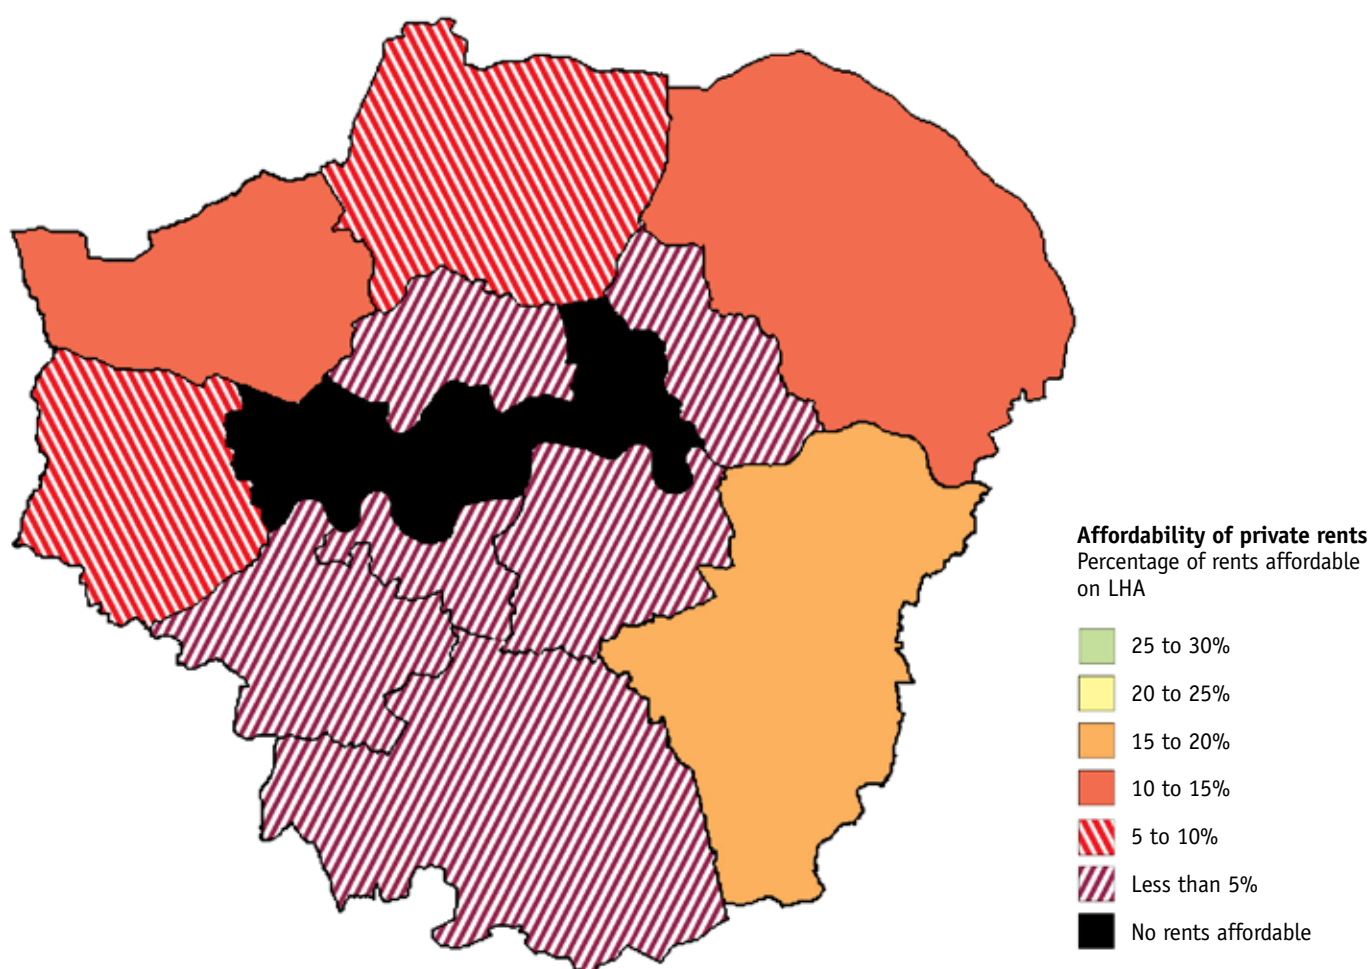 Affordability of private rents
Percentage of rents affordable
on LHA
25 to 30%
20 to 25%
15 to 20%
10 to 15%
5 to 10%
Less than 5%
No rents affordable